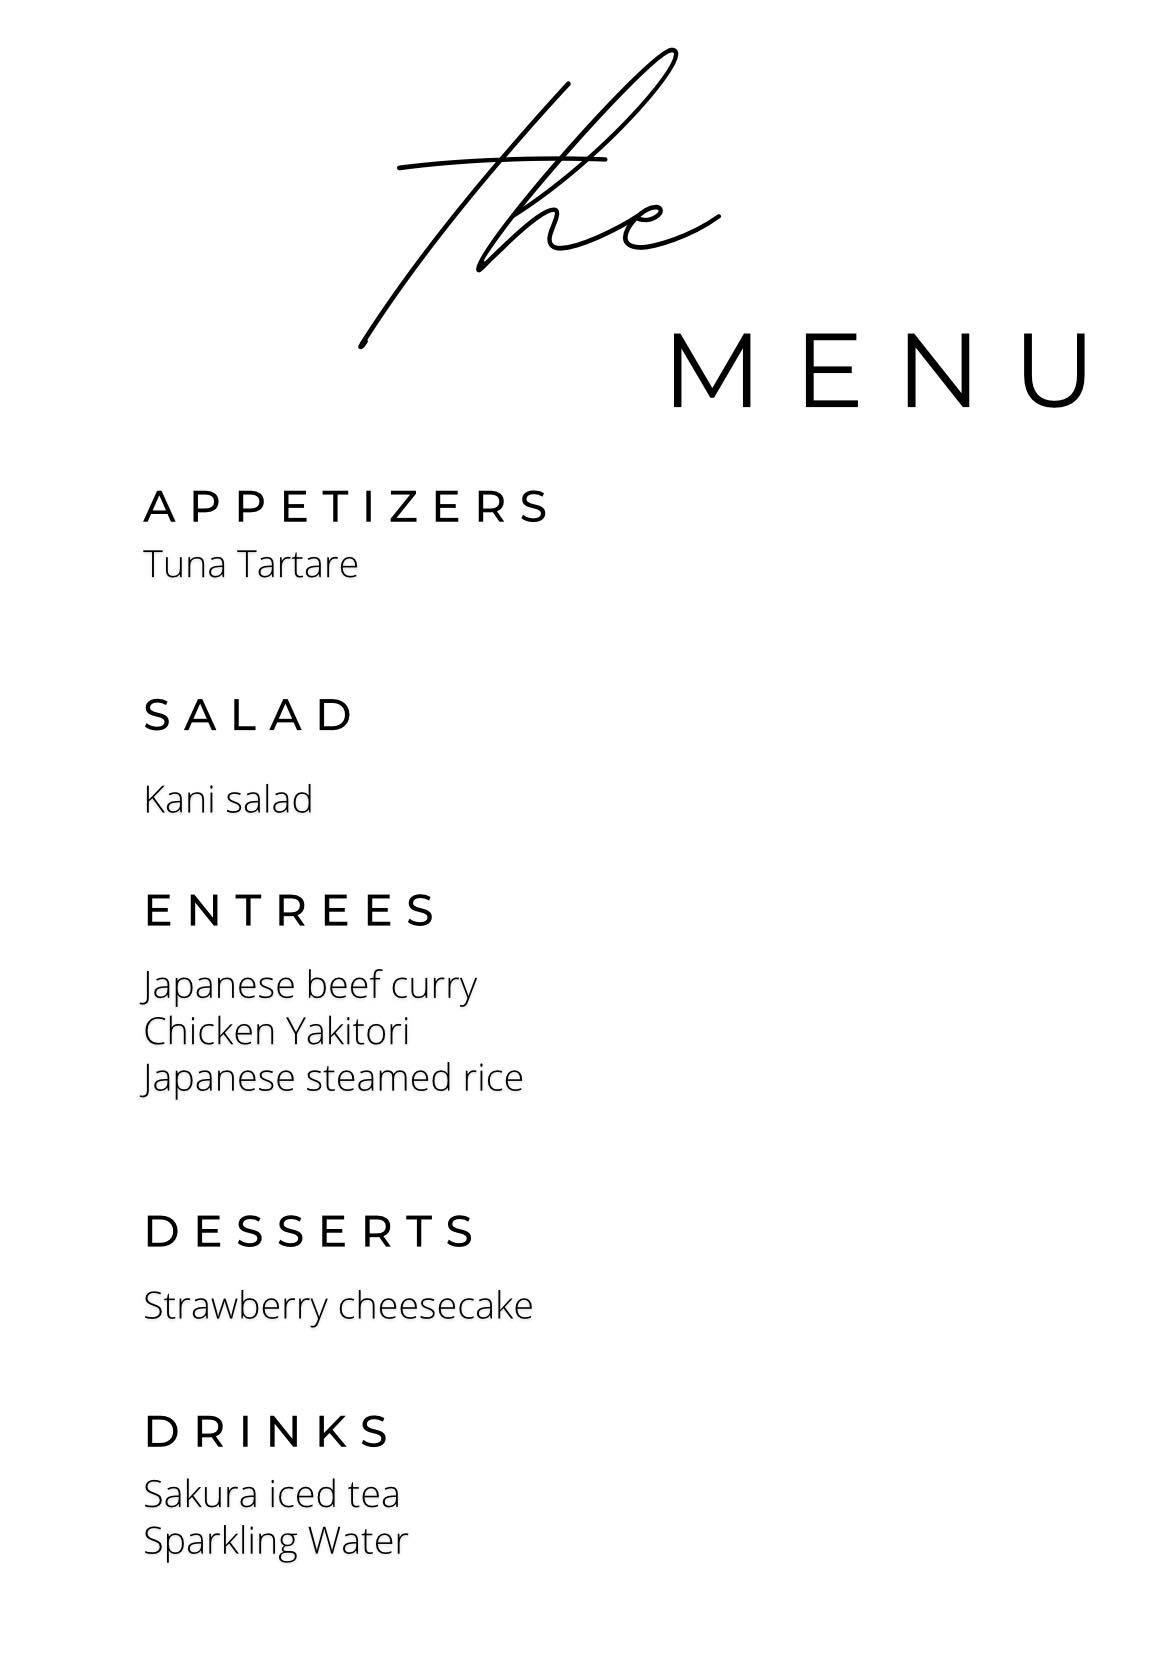 the
MENU
APPETIZERS
Tuna Tartare
SALAD
Kani salad
ENTREES
Japanese beef curry
Chicken Yakitori
Japanese steamed rice
DESSERTS
Strawberry cheesecake
DRINKS
Sakura iced tea
Sparkling Water